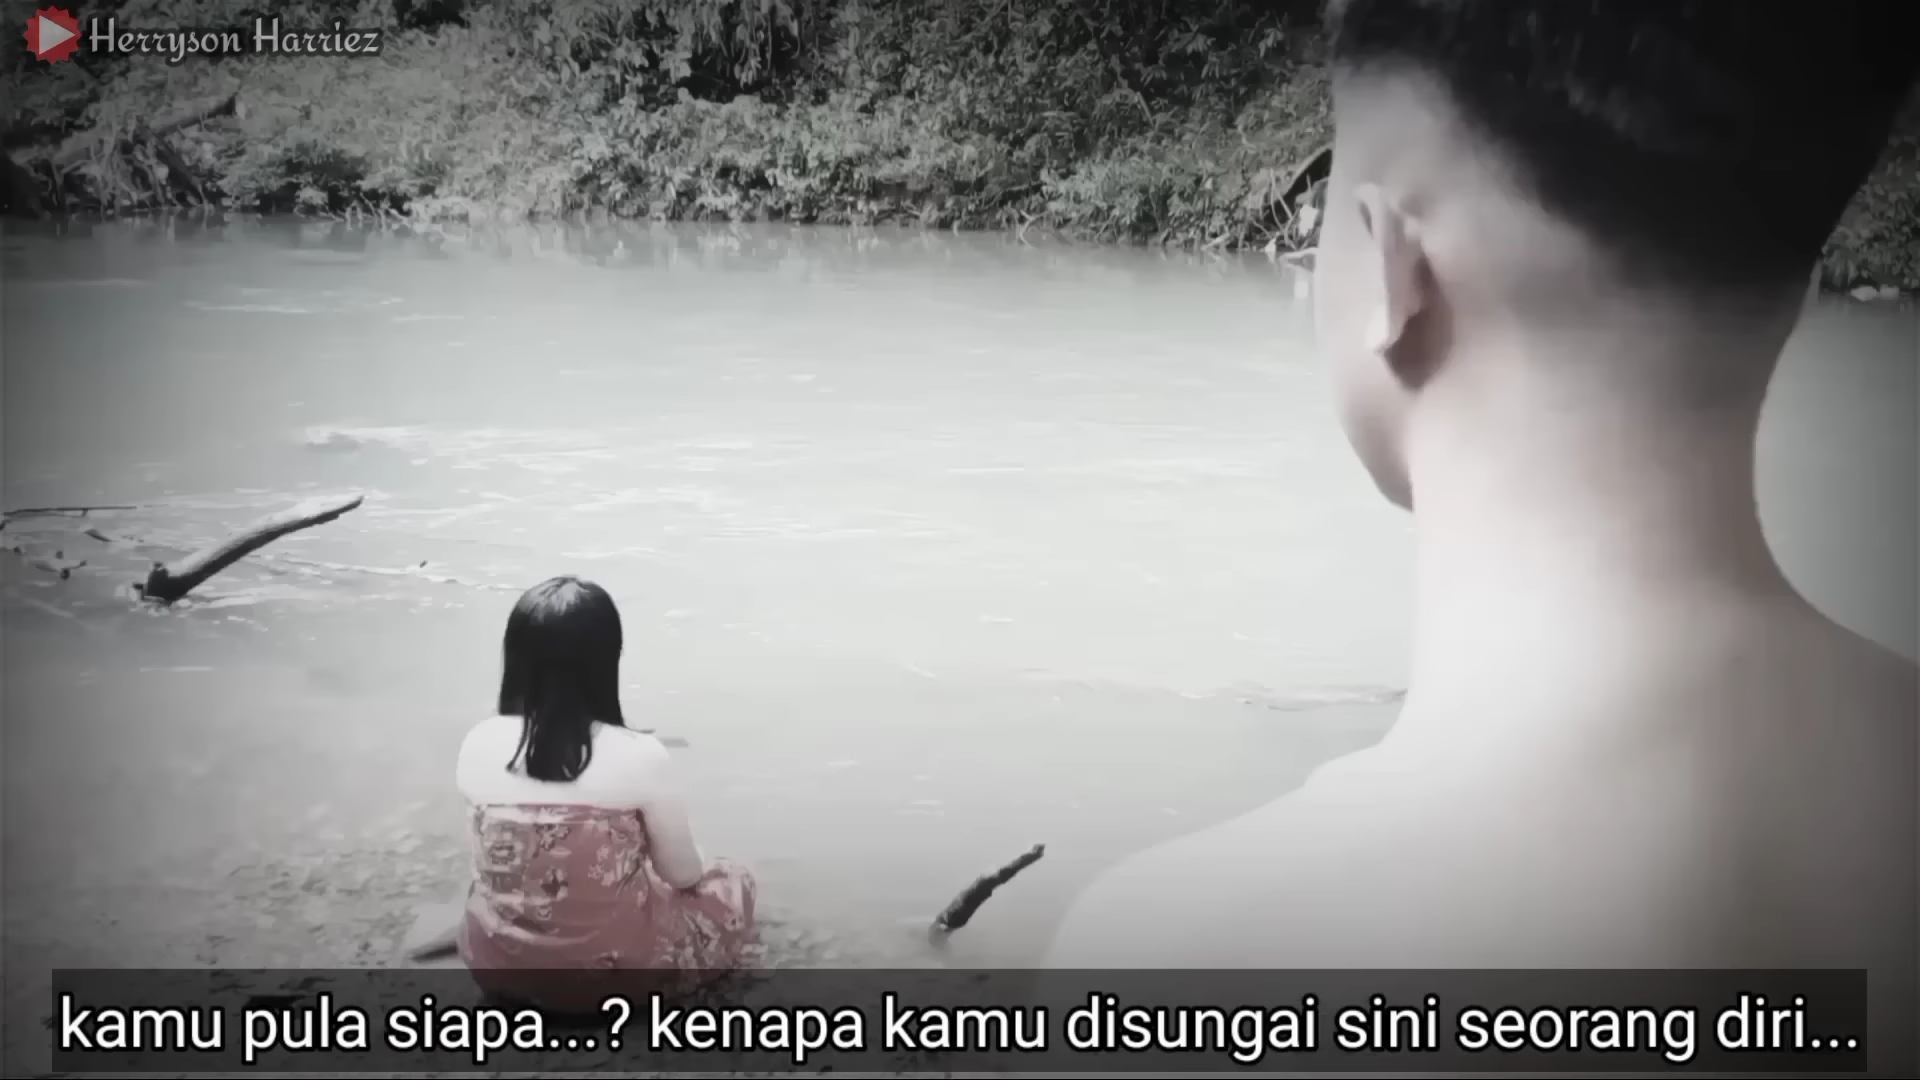 Herryson Harriez
kamu pula siapa...? kenapa kamu disungai sini seorang diri...